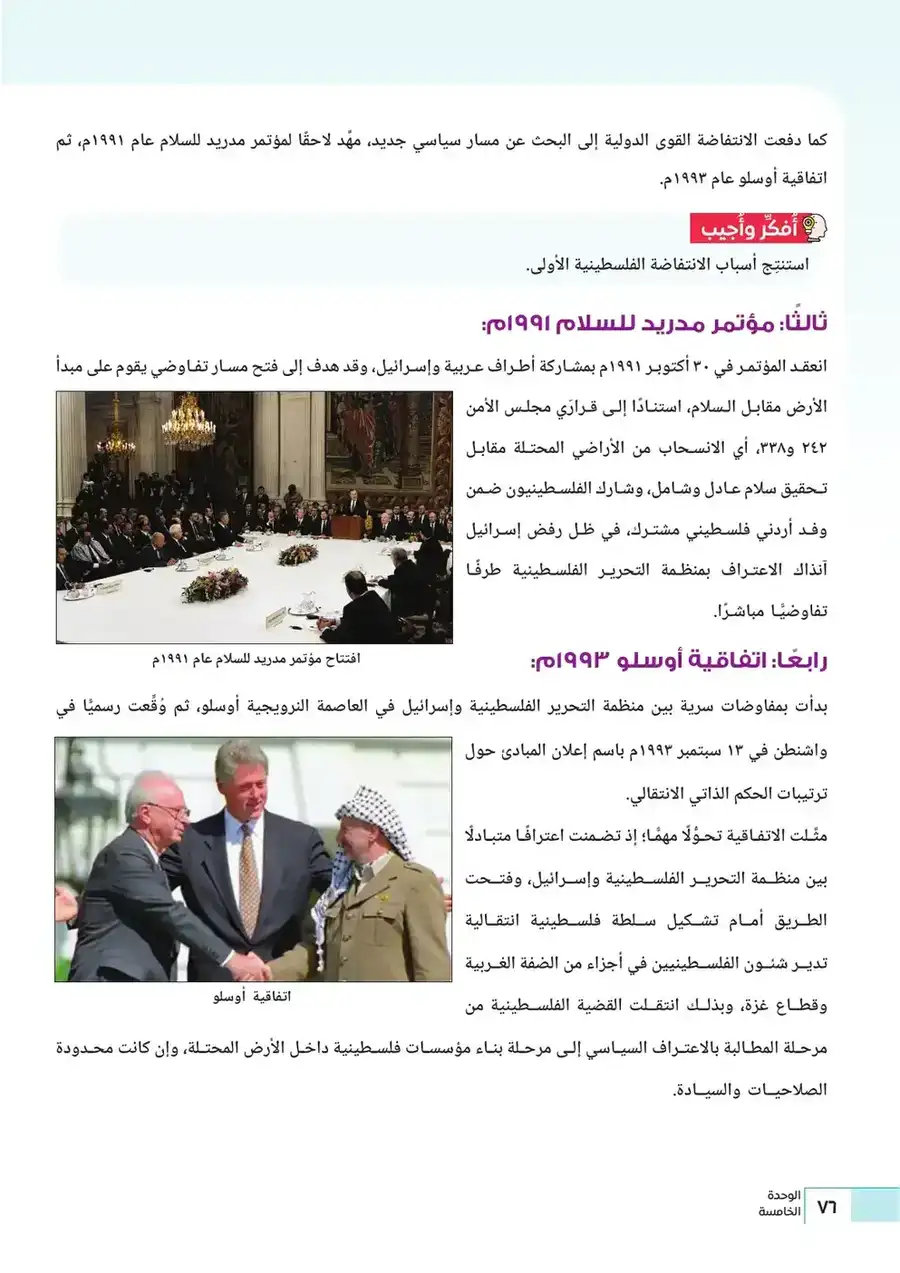 كما دفعت الانتفاضة القوى الدولية إلى البحث عن مسار سياسي جديد، مهَّد لاحقًا لمؤتمر مدريد للسلام عام ١٩٩١م، ثم
اتفاقية أوسلو عام ١٩٩٣م.
أُفكِّر وأُجيب
استنتِج أسباب الانتفاضة الفلسطينية الأولى.
ثالثًا: مؤتمر مدريد للسلام ١٩٩١م:
انعقد المؤتمر في ٣٠ أكتوبر ١٩٩١م بمشاركة أطراف عربية وإسرائيل، وقد هدف إلى فتح مسار تفاوضي يقوم على مبدأ
الأرض مقابل السلام، استنادًا إلى قرارَي مجلس الأمن
٢٤٢ و٣٣٨، أي الانسحاب من الأراضي المحتلة مقابل
تحقيق سلام عادل وشامل، وشارك الفلسطينيون ضمن
وفد أردني فلسطيني مشترك، في ظل رفض إسرائيل
آنذاك الاعتراف بمنظمة التحرير الفلسطينية طرفًا
تفاوضيًّا مباشرًا.
افتتاح مؤتمر مدريد للسلام عام ١٩٩١م
رابعًا: اتفاقية أوسلو ١٩٩٣م:
بدأت بمفاوضات سرية بين منظمة التحرير الفلسطينية وإسرائيل في العاصمة النرويجية أوسلو، ثم وُقِّعت رسميًّا في
واشنطن في ١٣ سبتمبر ١٩٩٣م باسم إعلان المبادئ حول
ترتيبات الحكم الذاتي الانتقالي.
مثَّلت الاتفاقية تحوُّلًا مهمًّا؛ إذ تضمنت اعترافًا متبادلًا
بين منظمة التحرير الفلسطينية وإسرائيل، وفتحت
الطريق أمام تشكيل سلطة فلسطينية انتقالية
تدير شئون الفلسطينيين في أجزاء من الضفة الغربية
وقطاع غزة، وبذلك انتقلت القضية الفلسطينية من
اتفاقية أوسلو
مرحلة المطالبة بالاعتراف السياسي إلى مرحلة بناء مؤسسات فلسطينية داخل الأرض المحتلة، وإن كانت محدودة
الصلاحيات والسيادة.
الوحدة
الخامسة
٧٦